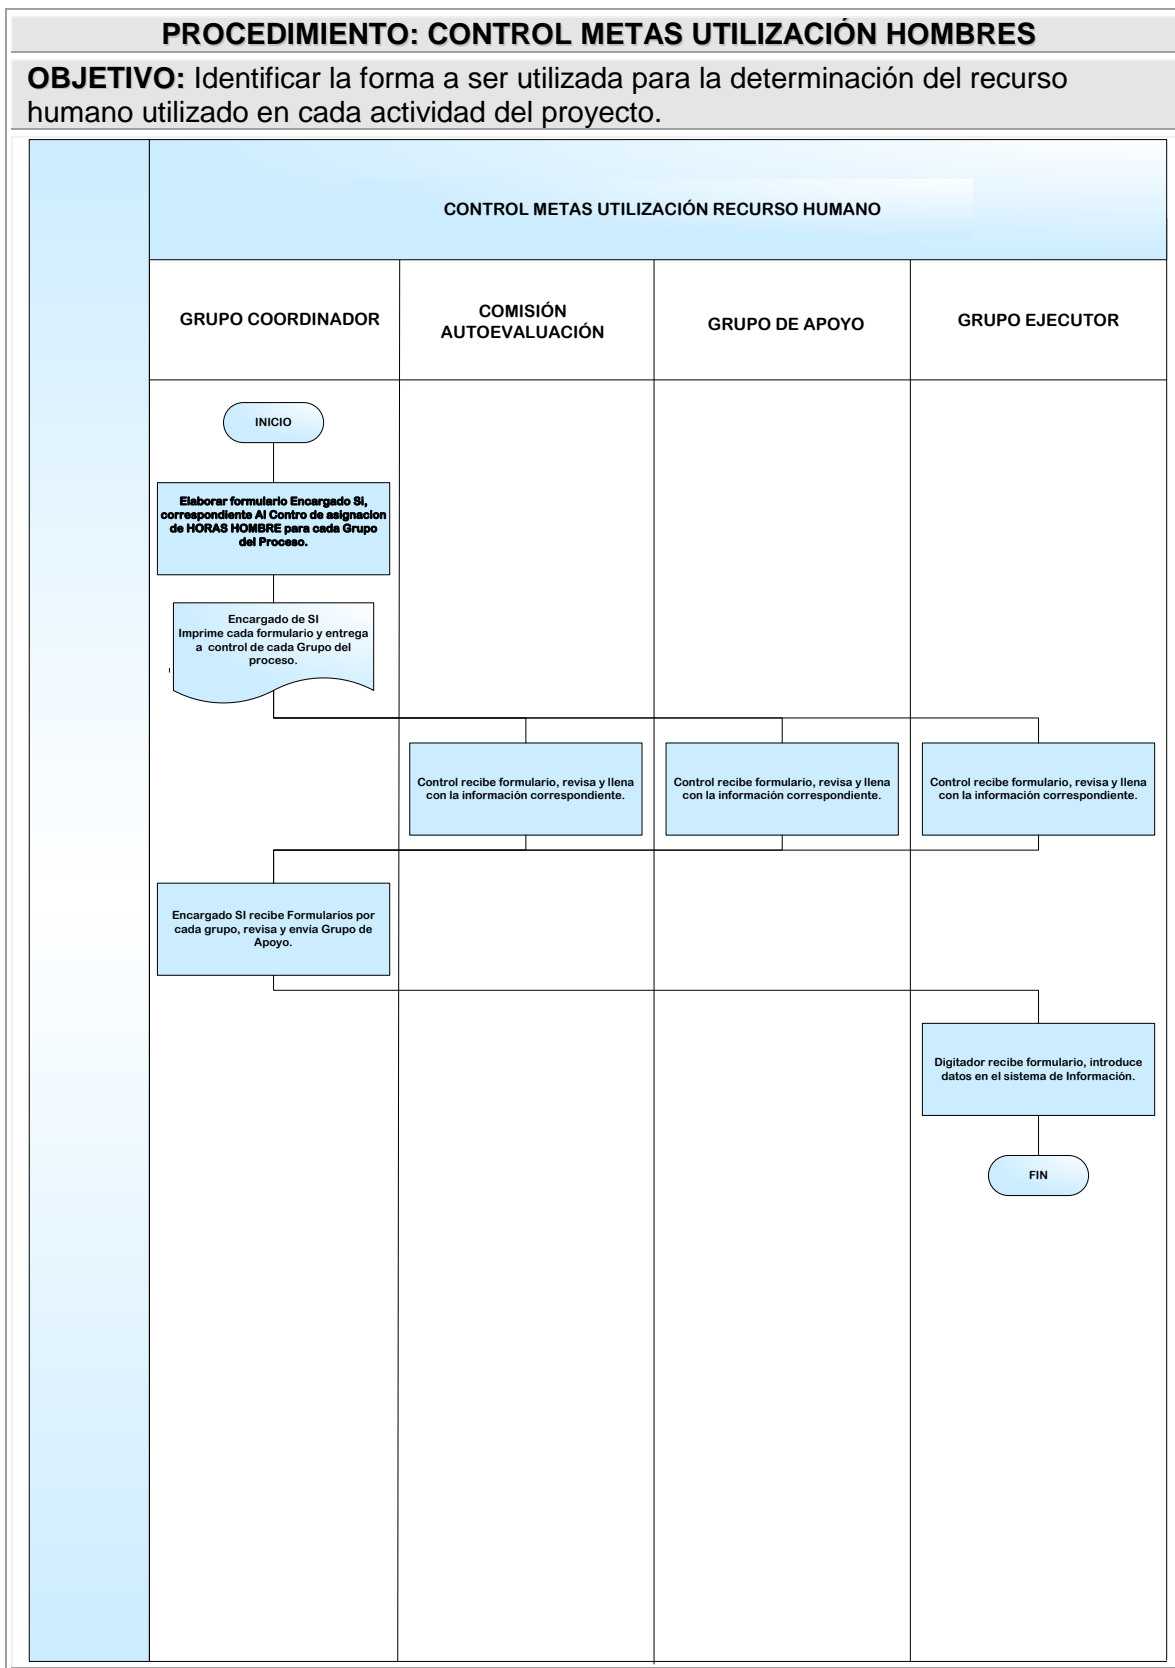 PROCEDIMIENTO: CONTROL METAS UTILIZACIÓN HOMBRES
OBJETIVO: Identificar la forma a ser utilizada para la determinación del recurso
humano utilizado en cada actividad del proyecto.
CONTROL METAS UTILIZACIÓN RECURSO HUMANO
GRUPO COORDINADOR
COMISIÓN
AUTOEVALUACIÓN
GRUPO DE APOYO
GRUPO EJECUTOR
INICIO
Elaborar formulario Encargado SI,
correspondiente Al Contro de asignacion
de HORAS HOMBRE para cada Grupo
del Proceso.
Encargado de SI
Imprime cada formulario y entrega
a control de cada Grupo del
proceso.
Control recibe formulario, revisa y llena
con la información correspondiente.
Control recibe formulario, revisa y llena
con la información correspondiente.
Control recibe formulario, revisa y llena
con la información correspondiente.
Encargado SI recibe Formularios por
cada grupo, revisa y envía Grupo de
Apoyo.
Digitador recibe formulario, introduce
datos en el sistema de Información.
FIN